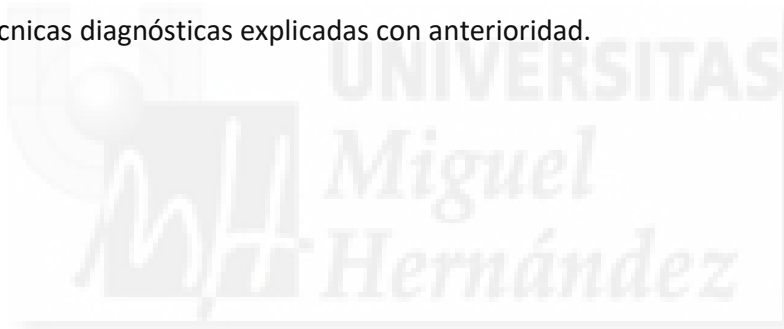 cnicas diagnósticas explicadas con anterioridad.
UNIVERSITAS
Miguel
Hernández